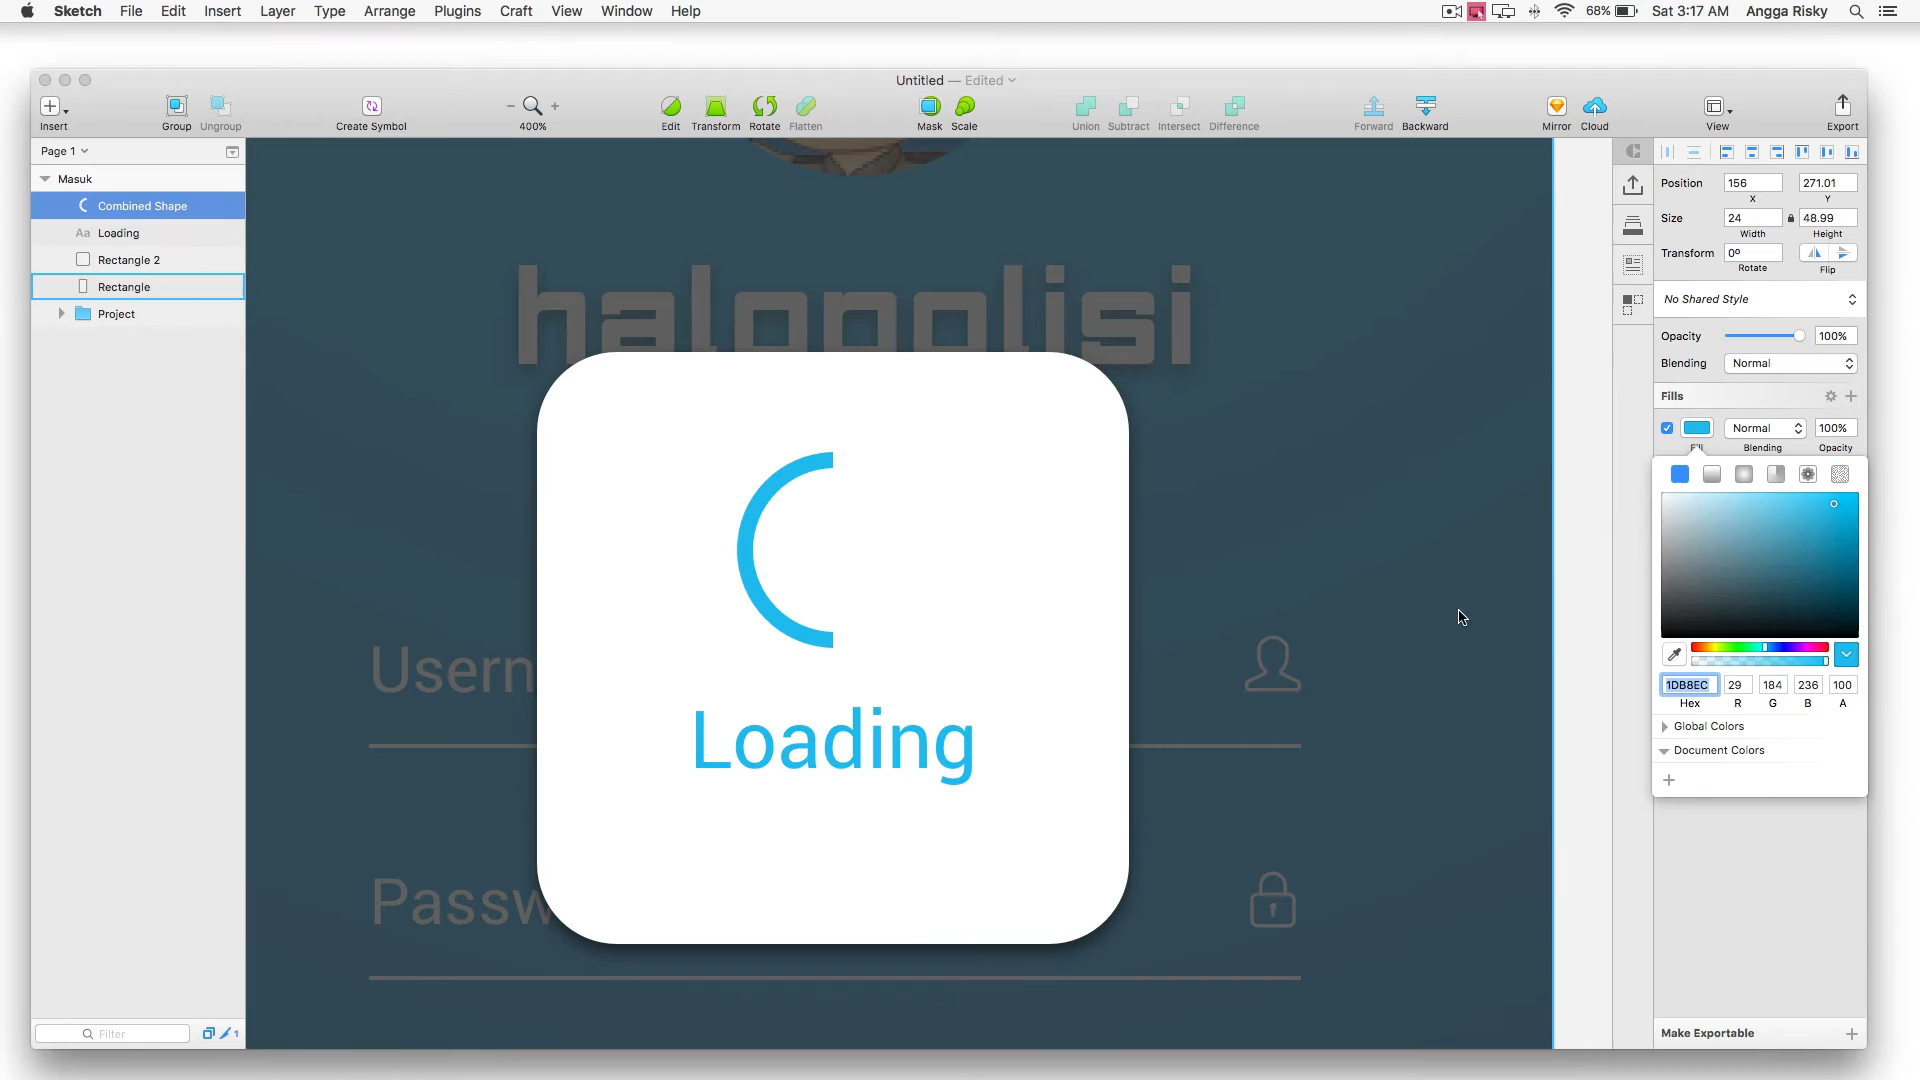 Sketch File Edit Insert Layer Type Arrange Plugins Craft View Window Help 68% Sat 3:17 AM Angga Risky
Untitled — Edited
Insert Group Ungroup Create Symbol 400% Edit Transform Rotate Flatten Mask Scale Union Subtract Intersect Difference Forward Backward Mirror Cloud View Export
Page 1
Masuk
Combined Shape
Aa Loading
Rectangle 2
Rectangle
Project
Filter
1
halopolisi
Usern
Loading
Passw
Position 156 271.01
X Y
Size 24 48.99
Width Height
Transform 0º
Rotate Flip
No Shared Style
Opacity 100%
Blending Normal
Fills
Normal 100%
Fill Blending Opacity
1DB8EC 29 184 236 100
Hex R G B A
Global Colors
Document Colors
Make Exportable